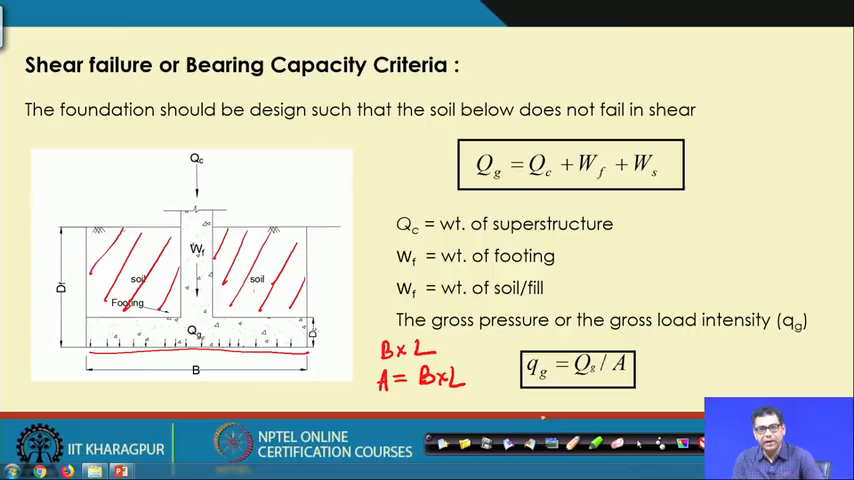 Shear failure or Bearing Capacity Criteria :
The foundation should be design such that the soil below does not fail in shear
Qc
Qg = Qc + Wf + Ws
Qc = wt. of superstructure
Wf
wf = wt. of footing
soil
soil
Df
wf = wt. of soil/fill
Footing
The gross pressure or the gross load intensity (qg)
Qg
B×L
A = B×L
qg = Qg / A
B
IIT KHARAGPUR
NPTEL ONLINE
CERTIFICATION COURSES